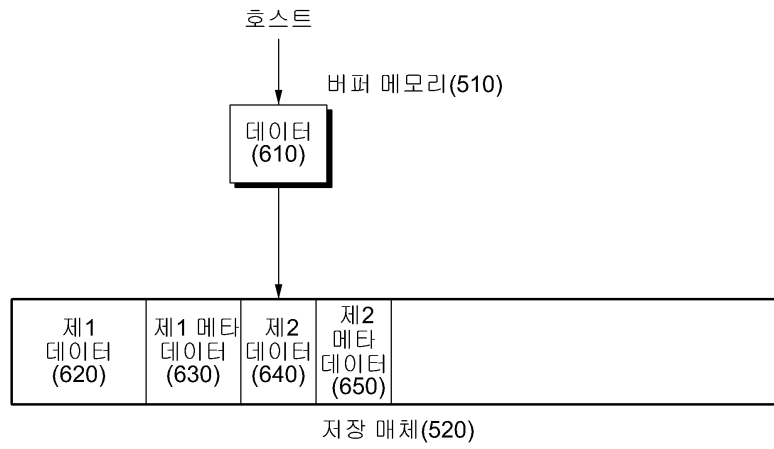 호스트
버퍼 메모리(510)
데이터
(610)
제1
데이터
(620)
제1 메타
데이터
(630)
제2
데이터
(640)
제2
메타
데이터
(650)
저장 매체(520)